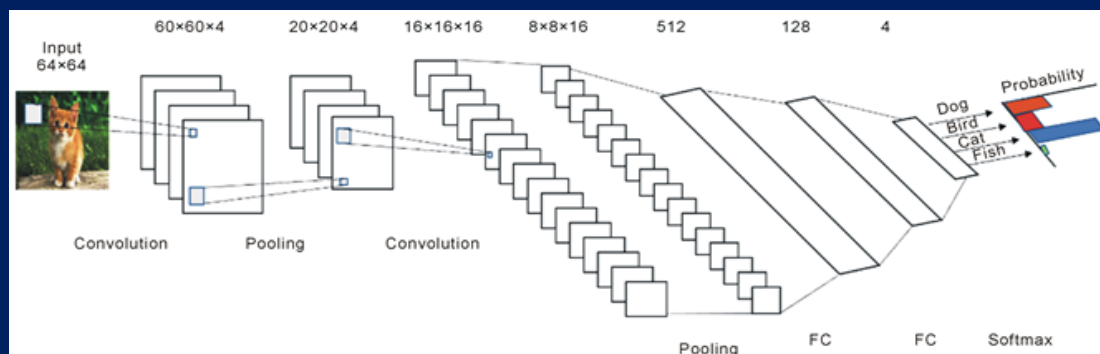 60×60×4
20×20×4
16×16×16
8×8×16
512
128
4
Input
64×64
Probability
Dog
Bird
Cat
Fish
Convolution
Pooling
Convolution
Pooling
FC
FC
Softmax